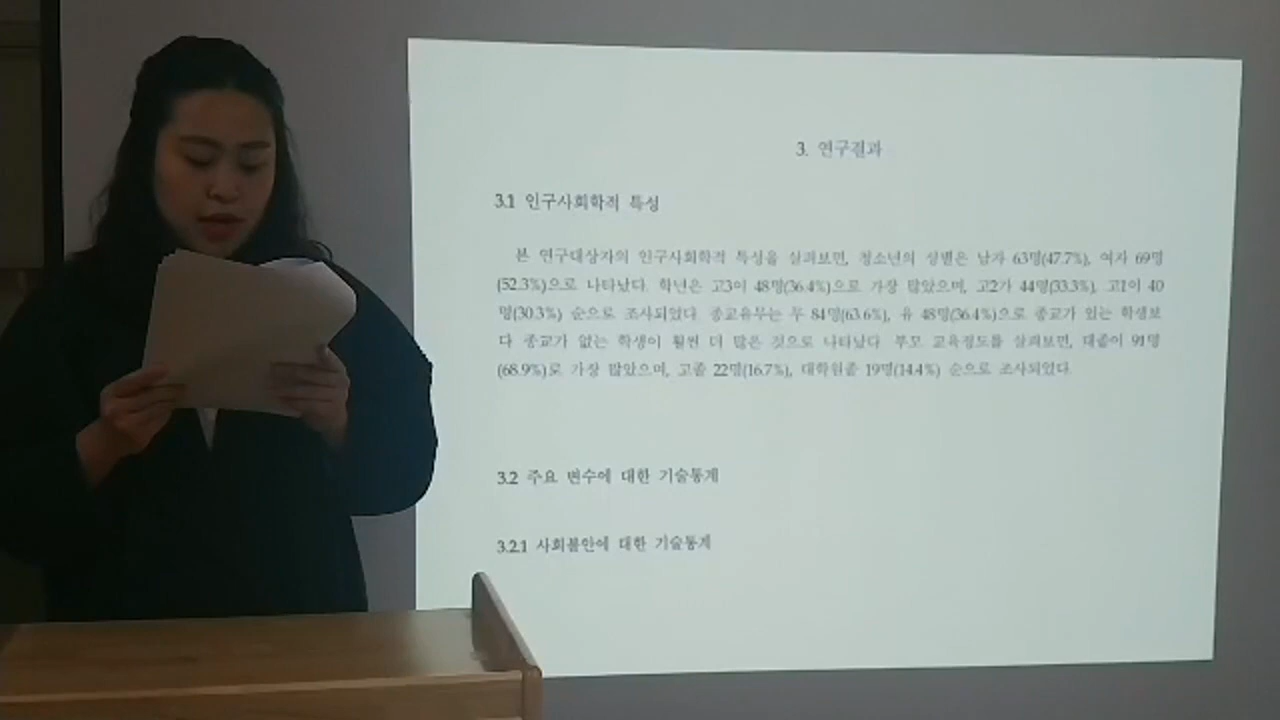 3. 연구결과
3.1 인구사회학적 특성
본 연구대상자의 인구사회학적 특성을 살펴보면, 청소년의 성별은 남자 63명(47.7%), 여자 69명
(52.3%)으로 나타났다. 학년은 고3이 48명(36.4%)으로 가장 많았으며, 고2가 44명(33.3%), 고1이 40
명(30.3%) 순으로 조사되었다. 종교유무는 무 84명(63.6%), 유 48명(36.4%)으로 종교가 있는 학생보
다 종교가 없는 학생이 훨씬 더 많은 것으로 나타났다. 부모 교육정도를 살펴보면, 대졸이 91명
(68.9%)로 가장 많았으며, 고졸 22명(16.7%), 대학원졸 19명(14.4%) 순으로 조사되었다.
3.2 주요 변수에 대한 기술통계
3.2.1 사회불안에 대한 기술통계